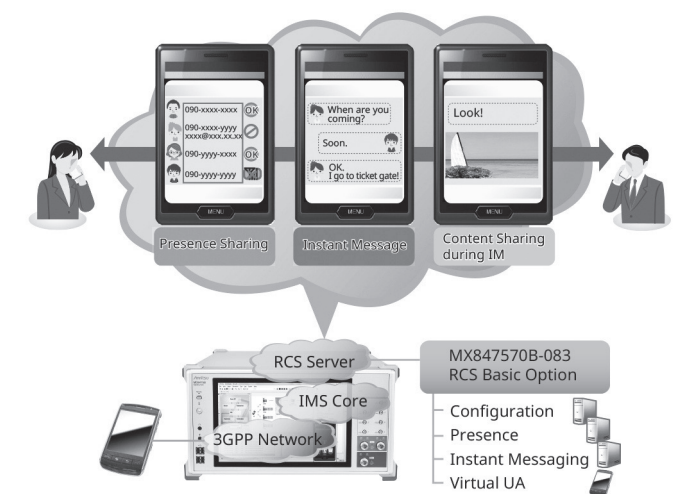 090-xxxx-xxxx
OK
090-xxxx-yyyy
xxxx@xxx.xx.xx
090-yyyy-xxxx
OK
090-yyyy-yyyy
MENU
When are you
coming?
Soon.
OK.
I go to ticket gate!
MENU
Look!
MENU
Presence Sharing
Instant Message
Content Sharing
during IM
RCS Server
IMS Core
3GPP Network
Anritsu
MX847570B-083
RCS Basic Option
Configuration
Presence
Instant Messaging
Virtual UA